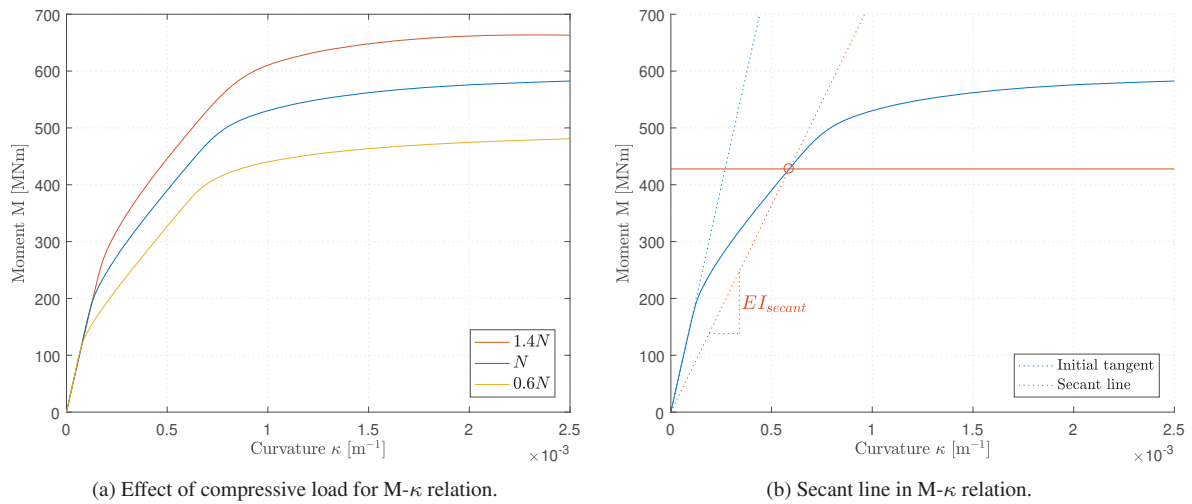 700
600
500
400
300
200
100
0
Moment M [MNm]
0
0.5
1
1.5
2
2.5
Curvature κ [m⁻¹]
×10⁻³
1.4N
N
0.6N
(a) Effect of compressive load for M-κ relation.
700
600
500
400
300
200
100
0
Moment M [MNm]
EI_secant
0
0.5
1
1.5
2
2.5
Curvature κ [m⁻¹]
×10⁻³
Initial tangent
Secant line
(b) Secant line in M-κ relation.